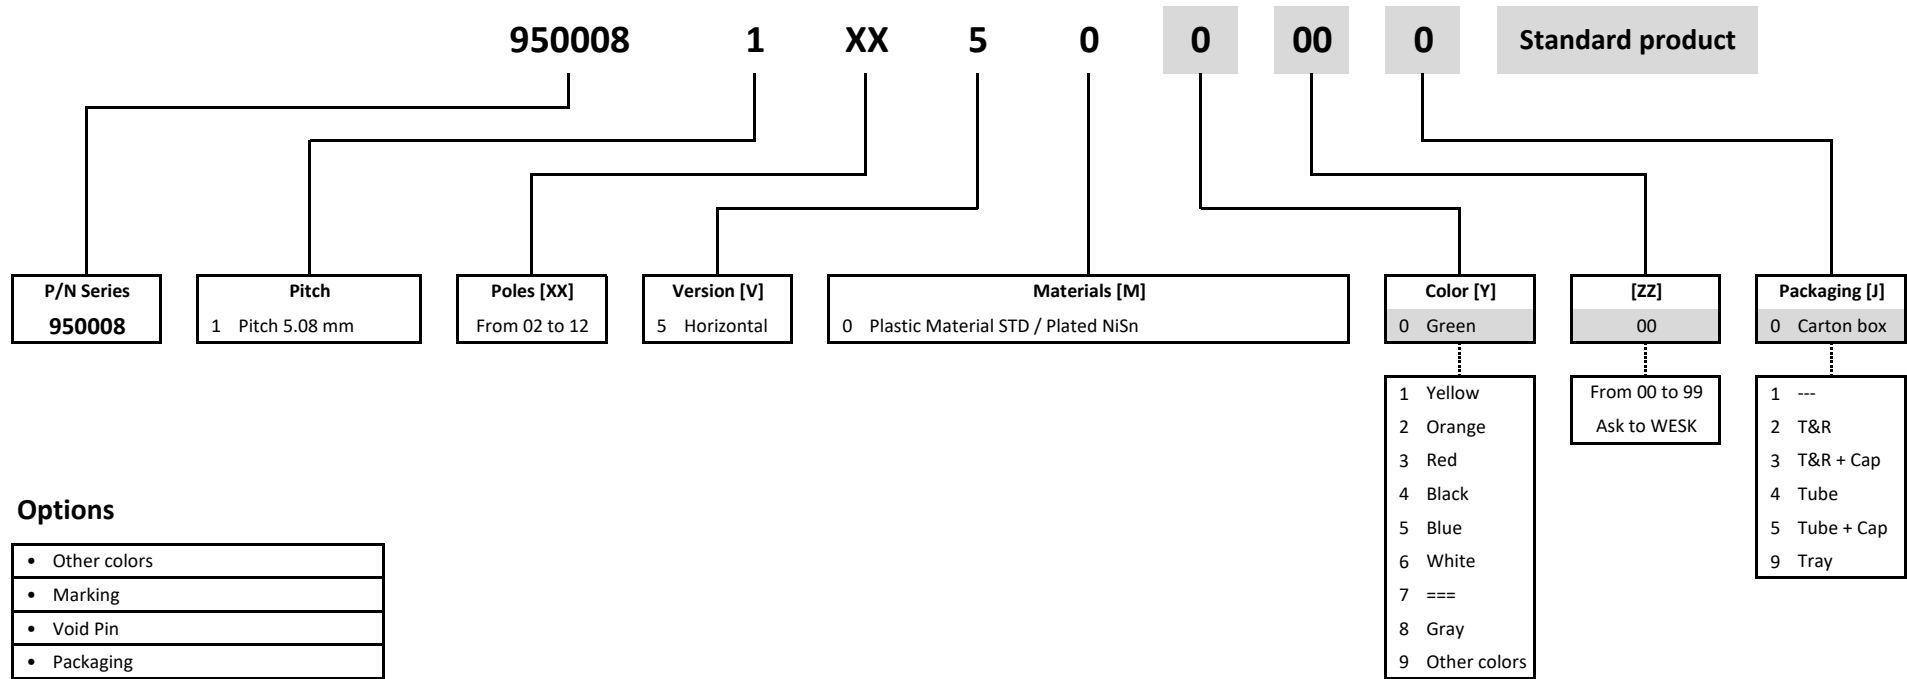 950008 1 XX 5 0 0 00 0 Standard product
P/N Series
950008
Pitch
1 Pitch 5.08 mm
Poles [XX]
From 02 to 12
Version [V]
5 Horizontal
Materials [M]
0 Plastic Material STD / Plated NiSn
Color [Y]
0 Green
1 Yellow
2 Orange
3 Red
4 Black
5 Blue
6 White
7 ===
8 Gray
9 Other colors
[ZZ]
00
From 00 to 99
Ask to WESK
Packaging [J]
0 Carton box
1 ---
2 T&R
3 T&R + Cap
4 Tube
5 Tube + Cap
9 Tray
Options
• Other colors
• Marking
• Void Pin
• Packaging